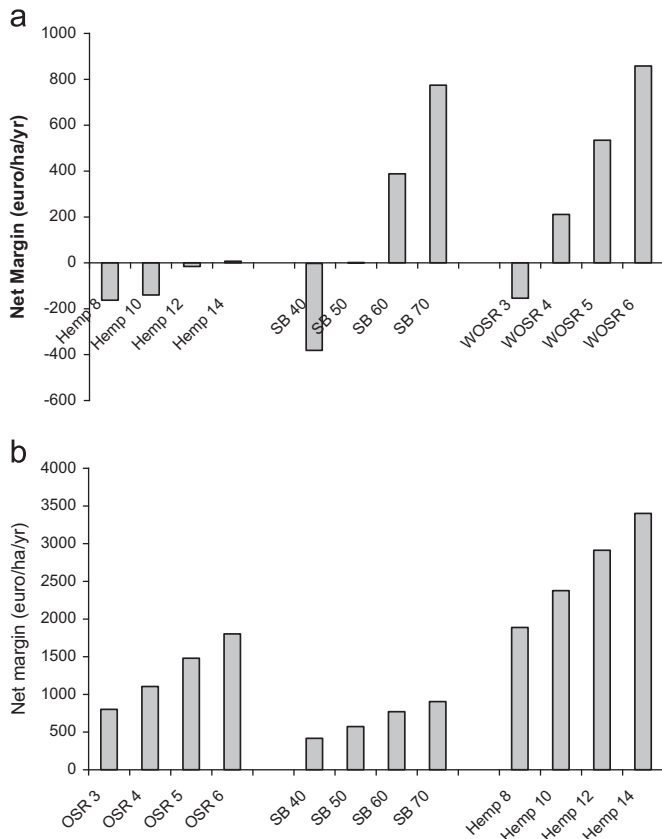 a
Net Margin (euro/ha/yr)
1000
800
600
400
200
0
-200
-400
-600
Hemp 8
Hemp 10
Hemp 12
Hemp 14
SB 40
SB 50
SB 60
SB 70
WOSR 3
WOSR 4
WOSR 5
WOSR 6
b
Net margin (euro/ha/yr)
4000
3500
3000
2500
2000
1500
1000
500
0
OSR 3
OSR 4
OSR 5
OSR 6
SB 40
SB 50
SB 60
SB 70
Hemp 8
Hemp 10
Hemp 12
Hemp 14